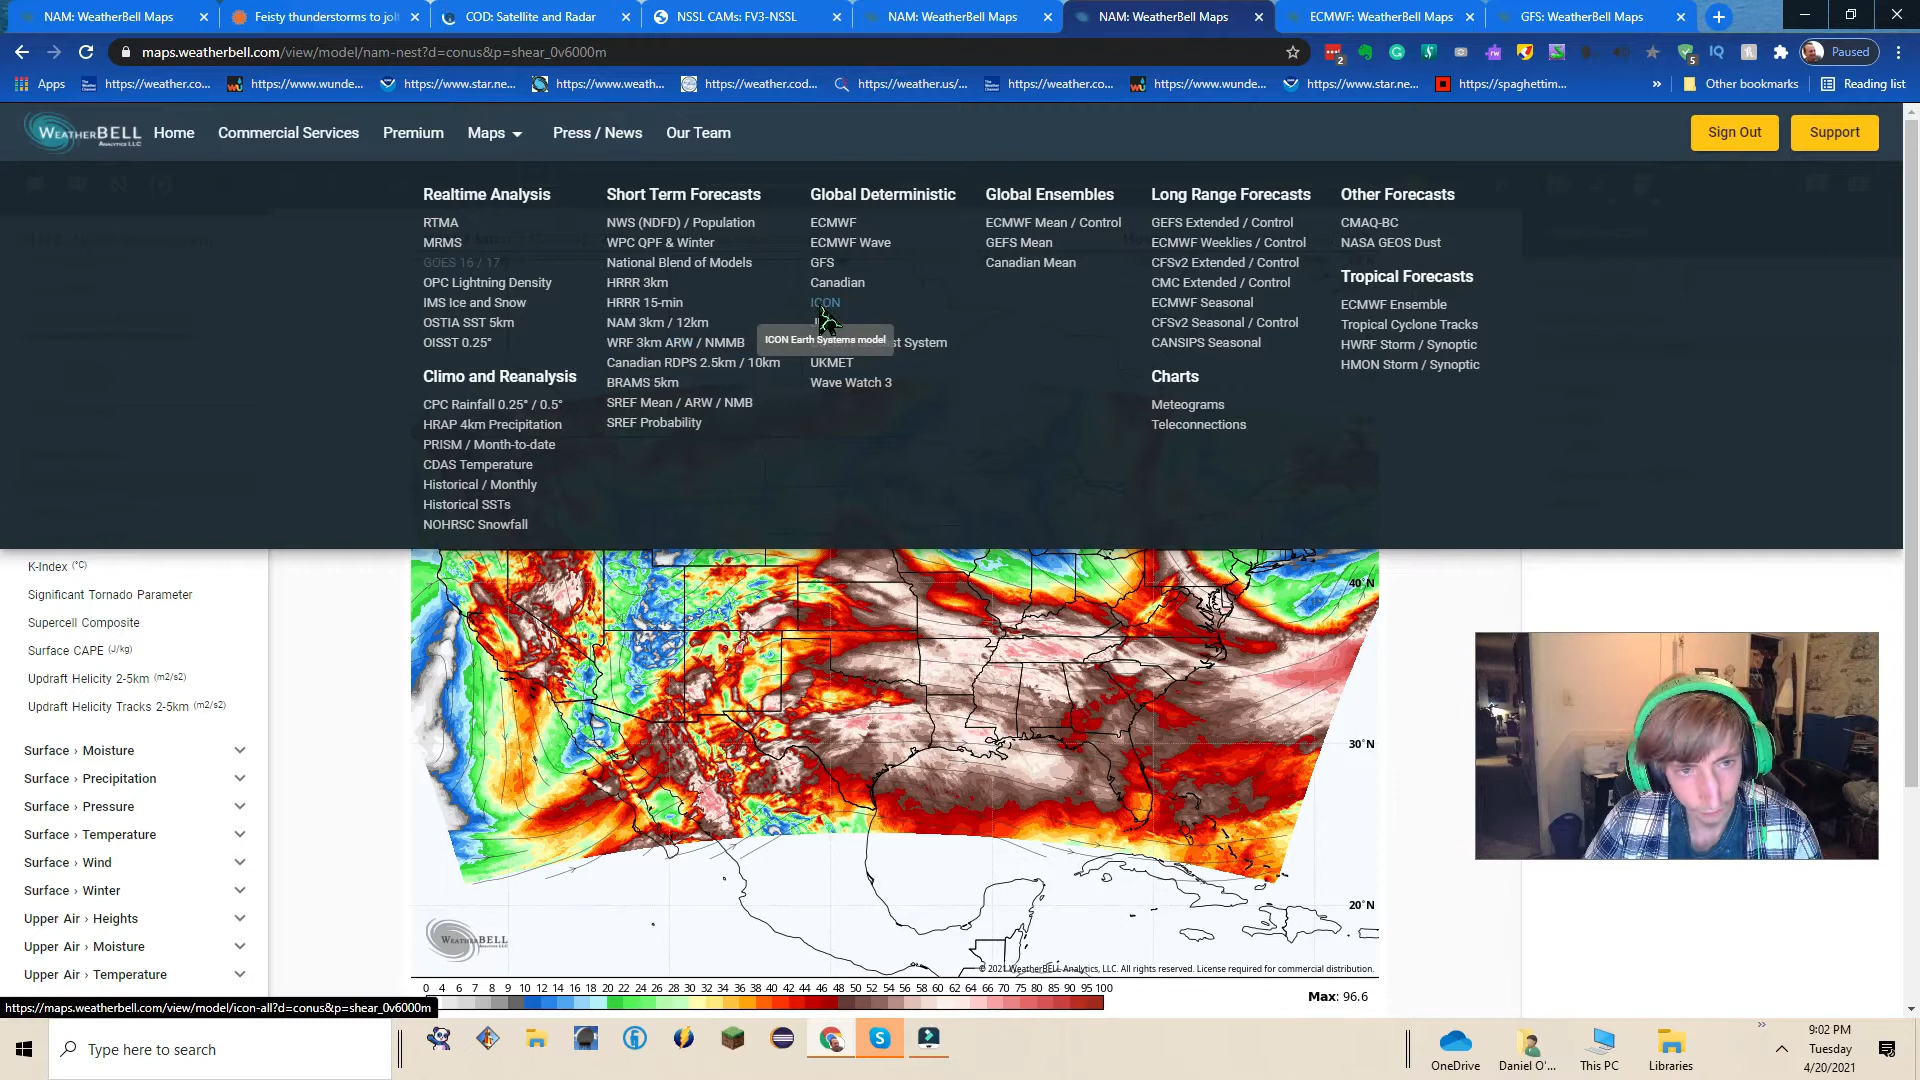 NAM: WeatherBell Maps
Feisty thunderstorms to jolt
COD: Satellite and Radar
NSSL CAMs: FV3-NSSL
NAM: WeatherBell Maps
NAM: WeatherBell Maps
ECMWF: WeatherBell Maps
GFS: WeatherBell Maps
maps.weatherbell.com/view/model/nam-nest?d=conus&p=shear_0v6000m
Paused
Apps
https://weather.co...
https://www.wunde...
https://www.star.ne...
https://www.weath...
https://weather.cod...
https://weather.us/...
https://weather.co...
https://www.wunde...
https://www.star.ne...
https://spaghettim...
Other bookmarks
Reading list
WEATHERBELL
ANALYTICS LLC
Home
Commercial Services
Premium
Maps
Press / News
Our Team
Sign Out
Support
Realtime Analysis
RTMA
MRMS
GOES 16 / 17
OPC Lightning Density
IMS Ice and Snow
OSTIA SST 5km
OISST 0.25°
Climo and Reanalysis
CPC Rainfall 0.25° / 0.5°
HRAP 4km Precipitation
PRISM / Month-to-date
CDAS Temperature
Historical / Monthly
Historical SSTs
NOHRSC Snowfall
Short Term Forecasts
NWS (NDFD) / Population
WPC QPF & Winter
National Blend of Models
HRRR 3km
HRRR 15-min
NAM 3km / 12km
WRF 3km ARW / NMMB
Canadian RDPS 2.5km / 10km
BRAMS 5km
SREF Mean / ARW / NMB
SREF Probability
Global Deterministic
ECMWF
ECMWF Wave
GFS
Canadian
ICON
ICON Earth Systems model
st System
UKMET
Wave Watch 3
Global Ensembles
ECMWF Mean / Control
GEFS Mean
Canadian Mean
Long Range Forecasts
GEFS Extended / Control
ECMWF Weeklies / Control
CFSv2 Extended / Control
CMC Extended / Control
ECMWF Seasonal
CFSv2 Seasonal / Control
CANSIPS Seasonal
Charts
Meteograms
Teleconnections
Other Forecasts
CMAQ-BC
NASA GEOS Dust
Tropical Forecasts
ECMWF Ensemble
Tropical Cyclone Tracks
HWRF Storm / Synoptic
HMON Storm / Synoptic
K-Index (°C)
Significant Tornado Parameter
Supercell Composite
Surface CAPE (J/kg)
Updraft Helicity 2-5km (m2/s2)
Updraft Helicity Tracks 2-5km (m2/s2)
Surface › Moisture
Surface › Precipitation
Surface › Pressure
Surface › Temperature
Surface › Wind
Surface › Winter
Upper Air › Heights
Upper Air › Moisture
Upper Air › Temperature
40°N
30°N
20°N
WEATHERBELL
© 2021 WeatherBELL Analytics, LLC. All rights reserved. License required for commercial distribution.
0 4 6 8 10 12 14 16 18 20 22 24 26 28 30 32 34 36 38 40 42 44 46 48 50 52 54 56 58 60 62 64 66 70 75 80 85 90 95 100
Max: 96.6
https://maps.weatherbell.com/view/model/icon-all?d=conus&p=shear_0v6000m
Type here to search
OneDrive
Daniel O'...
This PC
Libraries
9:02 PM
Tuesday
4/20/2021